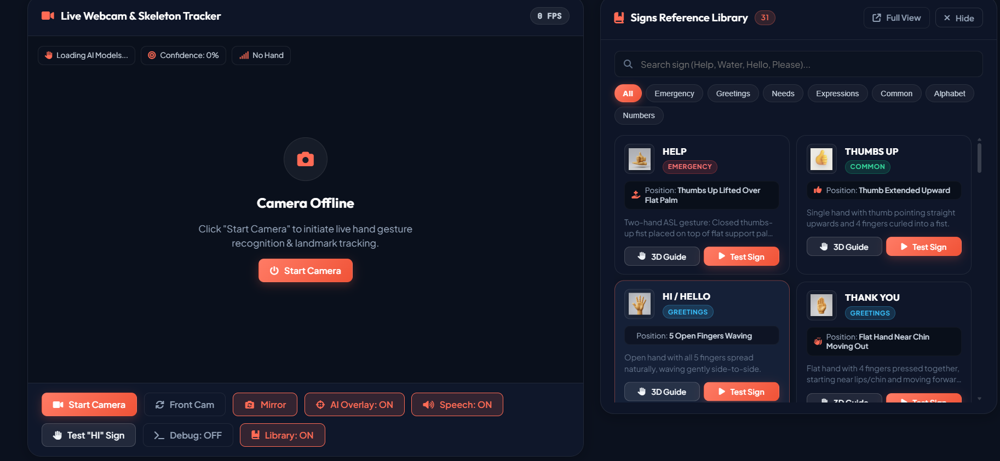 Live Webcam & Skeleton Tracker
0 FPS
Loading AI Models...
Confidence: 0%
No Hand
Camera Offline
Click "Start Camera" to initiate live hand gesture
recognition & landmark tracking.
Start Camera
Start Camera
Front Cam
Mirror
AI Overlay: ON
Speech: ON
Test "HI" Sign
Debug: OFF
Library: ON
Signs Reference Library
31
Full View
Hide
Search sign (Help, Water, Hello, Please)...
All
Emergency
Greetings
Needs
Expressions
Common
Alphabet
Numbers
HELP
EMERGENCY
Position: Thumbs Up Lifted Over
Flat Palm
Two-hand ASL gesture: Closed thumbs-
up fist placed on top of flat support pal...
3D Guide
Test Sign
THUMBS UP
COMMON
Position: Thumb Extended Upward
Single hand with thumb pointing straight
upwards and 4 fingers curled into a fist.
3D Guide
Test Sign
HI / HELLO
GREETINGS
Position: 5 Open Fingers Waving
Open hand with all 5 fingers spread
naturally, waving gently side-to-side.
3D Guide
Test Sign
THANK YOU
GREETINGS
Position: Flat Hand Near Chin
Moving Out
Flat hand with 4 fingers pressed together,
starting near lips/chin and moving forwar...
3D Guide
Test Sign